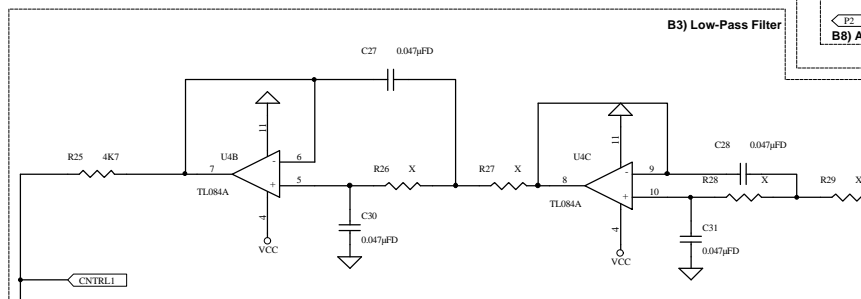 B3) Low-Pass Filter
P2
B8) A
C27 0.047µFD
R25 4K7
11
U4B
7
6
-
5
+
TL084A
4
VCC
R26 X
C30
0.047µFD
R27 X
11
U4C
8
9
-
10
+
TL084A
4
VCC
C28 0.047µFD
R28 X
R29 X
C31
0.047µFD
CNTRL1